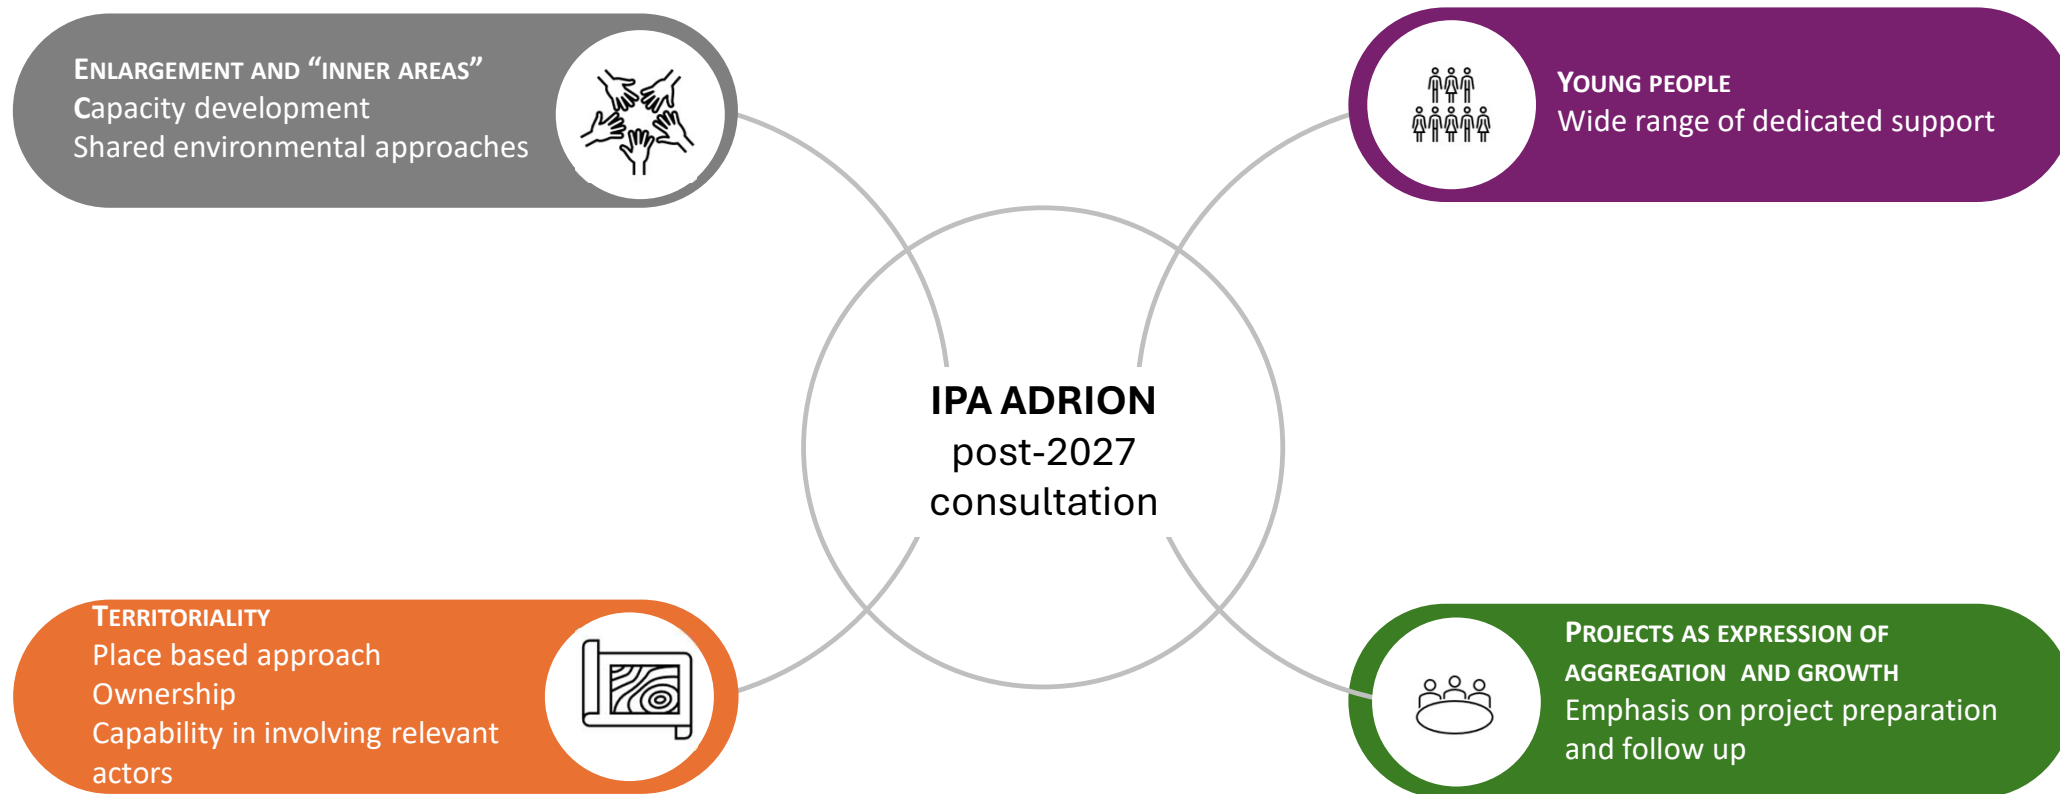 ENLARGEMENT AND “INNER AREAS”
Capacity development
Shared environmental approaches
YOUNG PEOPLE
Wide range of dedicated support
IPA ADRION
post-2027
consultation
TERRITORIALITY
Place based approach
Ownership
Capability in involving relevant
actors
PROJECTS AS EXPRESSION OF
AGGREGATION AND GROWTH
Emphasis on project preparation
and follow up